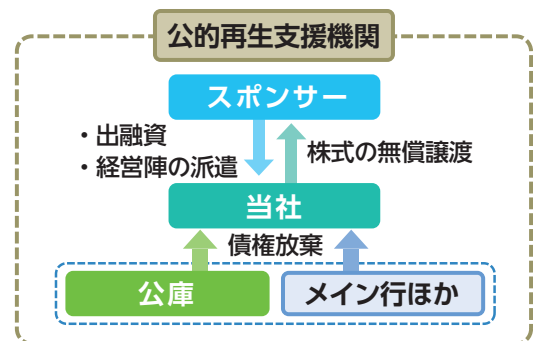 公的再生支援機関
スポンサー
・出融資
・経営陣の派遣
株式の無償譲渡
当社
債権放棄
公庫
メイン行ほか